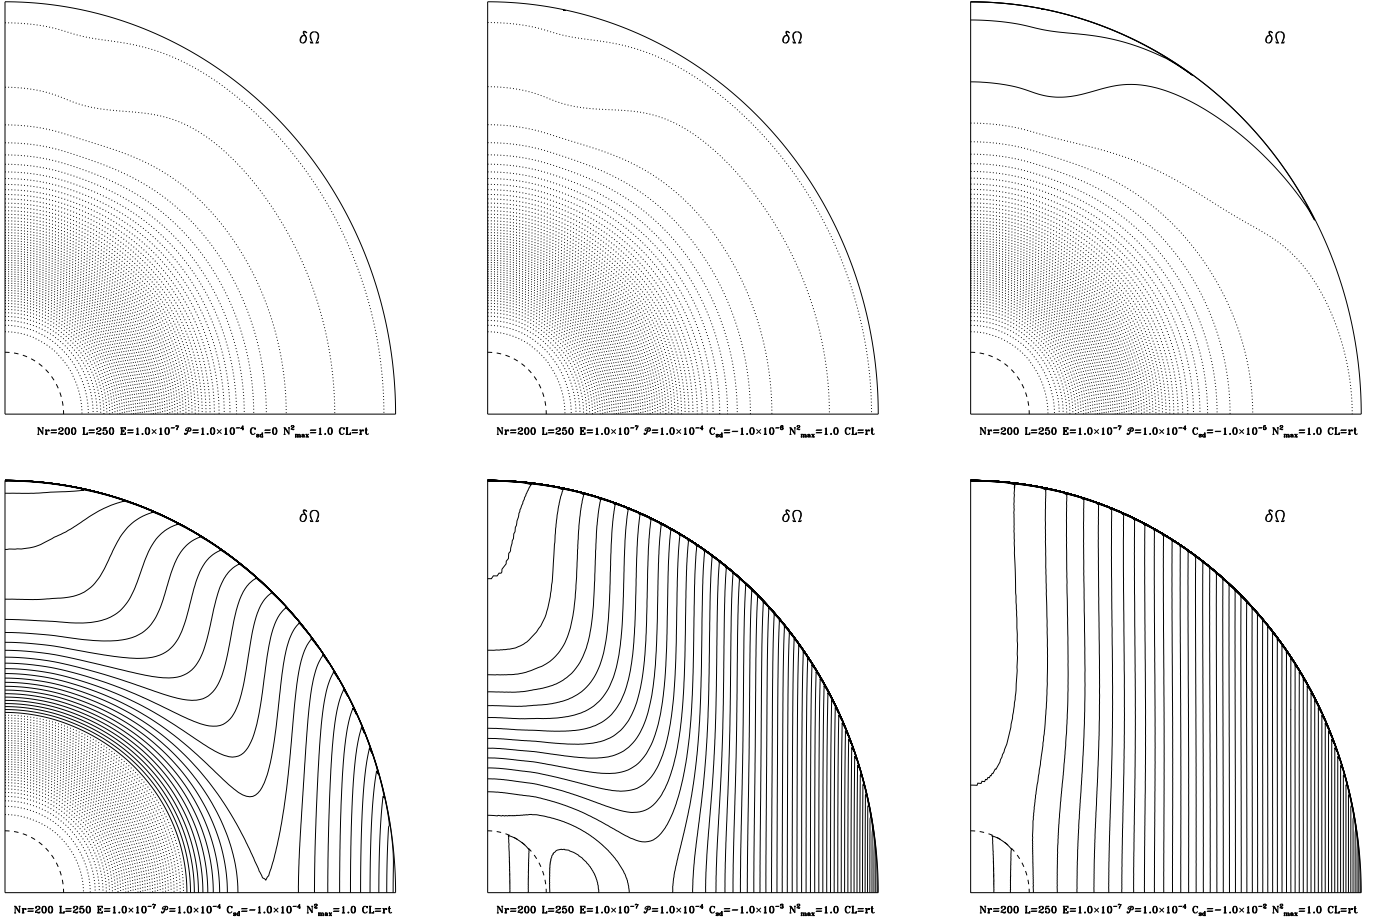 δΩ
δΩ
δΩ
Nr=200 L=250 E=1.0×10⁻⁷ 𝒫=1.0×10⁻⁴ C_sd=0 N²_max=1.0 CL=rt
Nr=200 L=250 E=1.0×10⁻⁷ 𝒫=1.0×10⁻⁴ C_sd=−1.0×10⁻⁶ N²_max=1.0 CL=rt
Nr=200 L=250 E=1.0×10⁻⁷ 𝒫=1.0×10⁻⁴ C_sd=−1.0×10⁻⁵ N²_max=1.0 CL=rt
δΩ
δΩ
δΩ
Nr=200 L=250 E=1.0×10⁻⁷ 𝒫=1.0×10⁻⁴ C_sd=−1.0×10⁻⁴ N²_max=1.0 CL=rt
Nr=200 L=250 E=1.0×10⁻⁷ 𝒫=1.0×10⁻⁴ C_sd=−1.0×10⁻³ N²_max=1.0 CL=rt
Nr=200 L=250 E=1.0×10⁻⁷ 𝒫=1.0×10⁻⁴ C_sd=−1.0×10⁻² N²_max=1.0 CL=rt